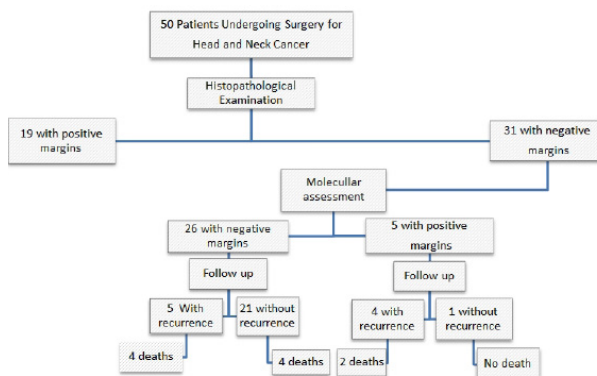 50 Patients Undergoing Surgery for
Head and Neck Cancer
Histopathological
Examination
19 with positive
margins
31 with negative
margins
Molecullar
assessment
26 with negative
margins
5 with positive
margins
Follow up
Follow up
5 With
recurrence
21 without
recurrence
4 with
recurrence
1 without
recurrence
4 deaths
4 deaths
2 deaths
No death